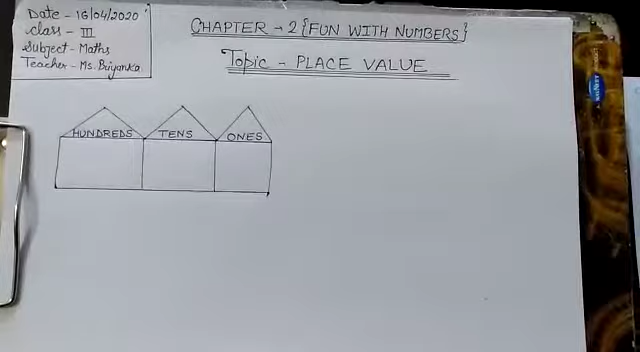 Date - 16/04/2020
Class - III
Subject - Maths
Teacher - Ms. Priyanka
CHAPTER - 2 {FUN WITH NUMBERS}
Topic - PLACE VALUE
HUNDREDS TENS ONES